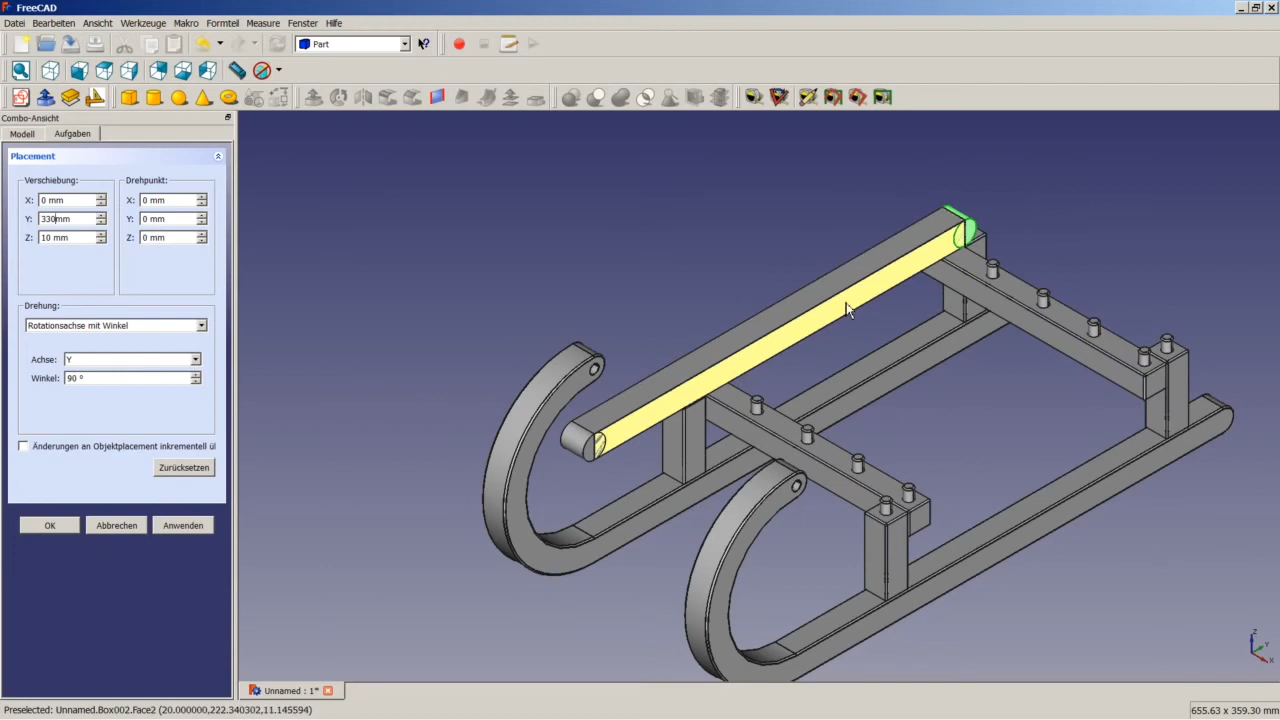 FreeCAD
Datei Bearbeiten Ansicht Werkzeuge Makro Formteil Measure Fenster Hilfe
Part
Combo-Ansicht
Modell Aufgaben
Placement
Verschiebung: Drehpunkt:
X: 0 mm X: 0 mm
Y: 330mm Y: 0 mm
Z: 10 mm Z: 0 mm
Drehung:
Rotationsachse mit Winkel
Achse: Y
Winkel: 90 °
Änderungen an Objektplacement inkrementell ül
Zurücksetzen
OK Abbrechen Anwenden
Z
Y
X
Unnamed : 1*
Preselected: Unnamed.Box002.Face2 (20.000000,222.340302,11.145594) 655.63 x 359.30 mm